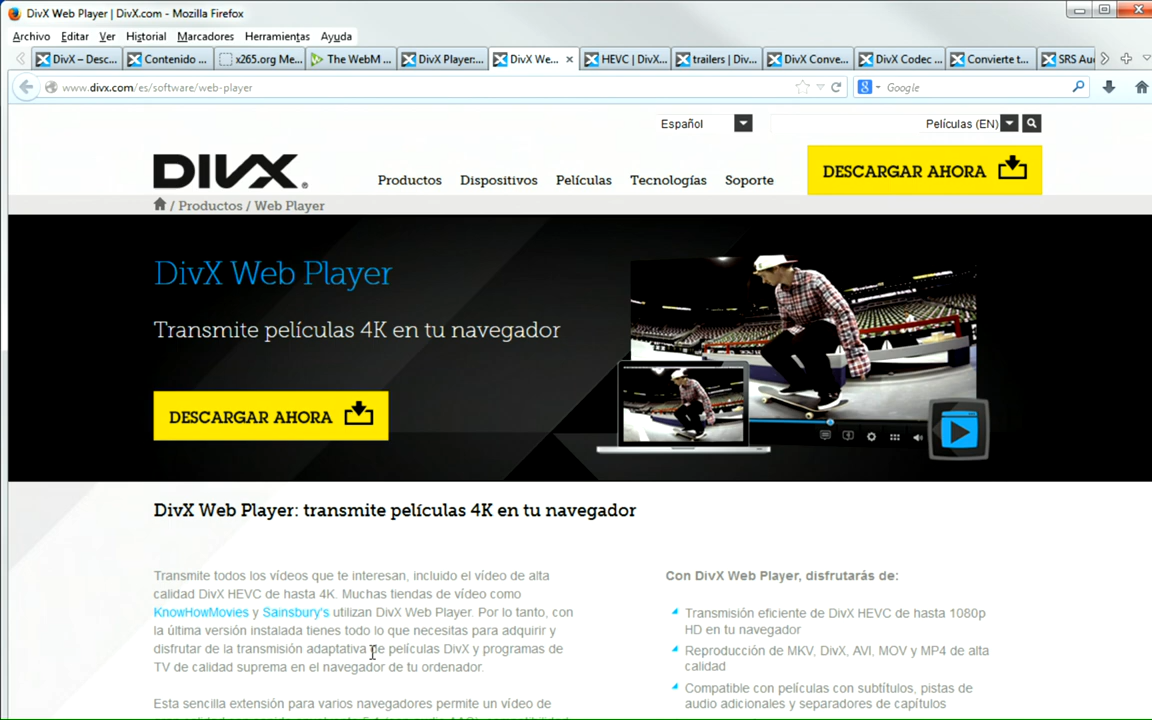 DivX Web Player | DivX.com - Mozilla Firefox
Archivo Editar Ver Historial Marcadores Herramientas Ayuda
DivX – Desc... Contenido ... x265.org Me... The WebM ... DivX Player:... DivX We... HEVC | DivX... trailers | Div... DivX Conve... DivX Codec ... Convierte t... SRS Au
www.divx.com/es/software/web-player
Google
Español
Películas (EN)
DIVX
Productos Dispositivos Películas Tecnologías Soporte
DESCARGAR AHORA
/ Productos / Web Player
DivX Web Player
Transmite películas 4K en tu navegador
DESCARGAR AHORA
DivX Web Player: transmite películas 4K en tu navegador
Transmite todos los vídeos que te interesan, incluido el vídeo de alta
calidad DivX HEVC de hasta 4K. Muchas tiendas de vídeo como
KnowHowMovies y Sainsbury's utilizan DivX Web Player. Por lo tanto, con
la última versión instalada tienes todo lo que necesitas para adquirir y
disfrutar de la transmisión adaptativa de películas DivX y programas de
TV de calidad suprema en el navegador de tu ordenador.
Esta sencilla extensión para varios navegadores permite un vídeo de
Con DivX Web Player, disfrutarás de:
Transmisión eficiente de DivX HEVC de hasta 1080p
HD en tu navegador
Reproducción de MKV, DivX, AVI, MOV y MP4 de alta
calidad
Compatible con películas con subtítulos, pistas de
audio adicionales y separadores de capítulos